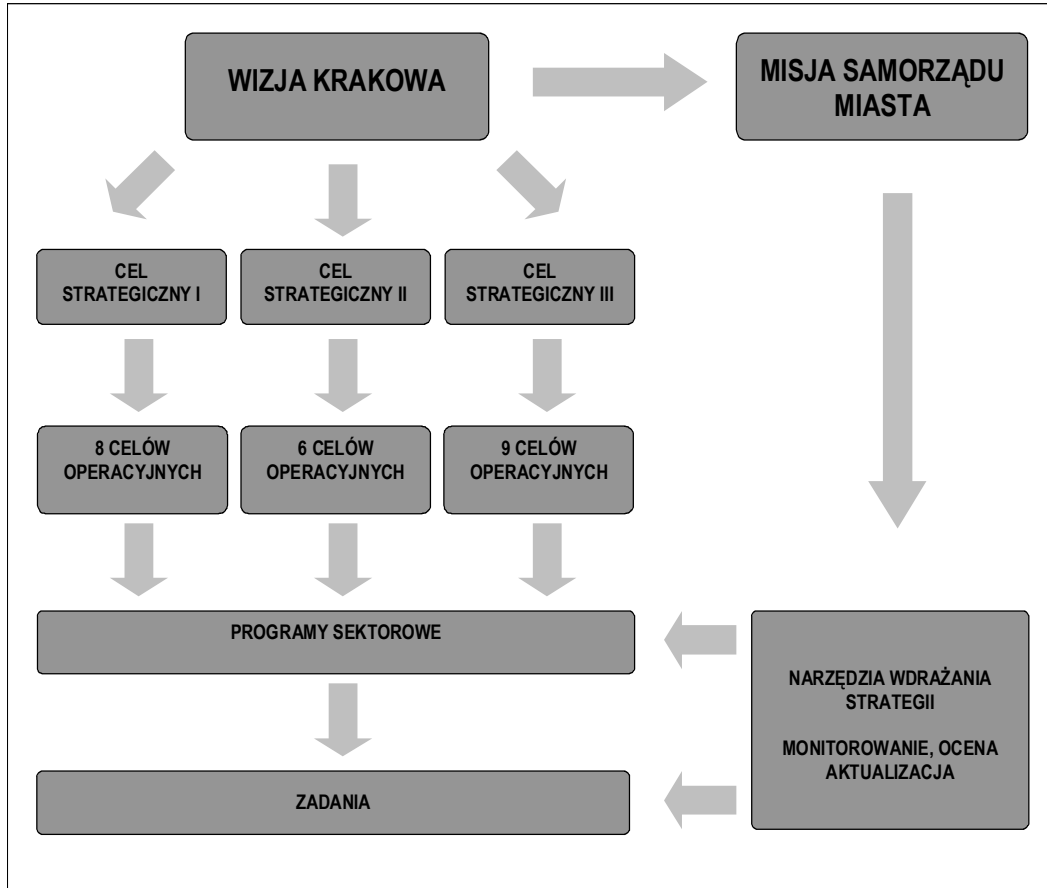 WIZJA KRAKOWA
MISJA SAMORZĄDU
MIASTA
CEL
STRATEGICZNY I
CEL
STRATEGICZNY II
CEL
STRATEGICZNY III
8 CELÓW
OPERACYJNYCH
6 CELÓW
OPERACYJNYCH
9 CELÓW
OPERACYJNYCH
PROGRAMY SEKTOROWE
NARZĘDZIA WDRAŻANIA
STRATEGII
MONITOROWANIE, OCENA
AKTUALIZACJA
ZADANIA